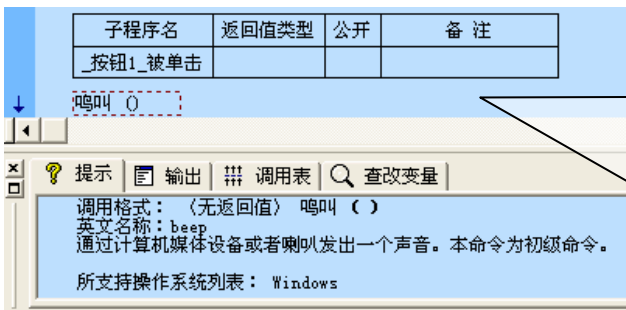 子程序名 返回值类型 公开 备 注
_按钮1_被单击
鸣叫 ()
提示 输出 调用表 查改变量
调用格式： 〈无返回值〉 鸣叫 ( )
英文名称：beep
通过计算机媒体设备或者喇叭发出一个声音。本命令为初级命令。
所支持操作系统列表： Windows